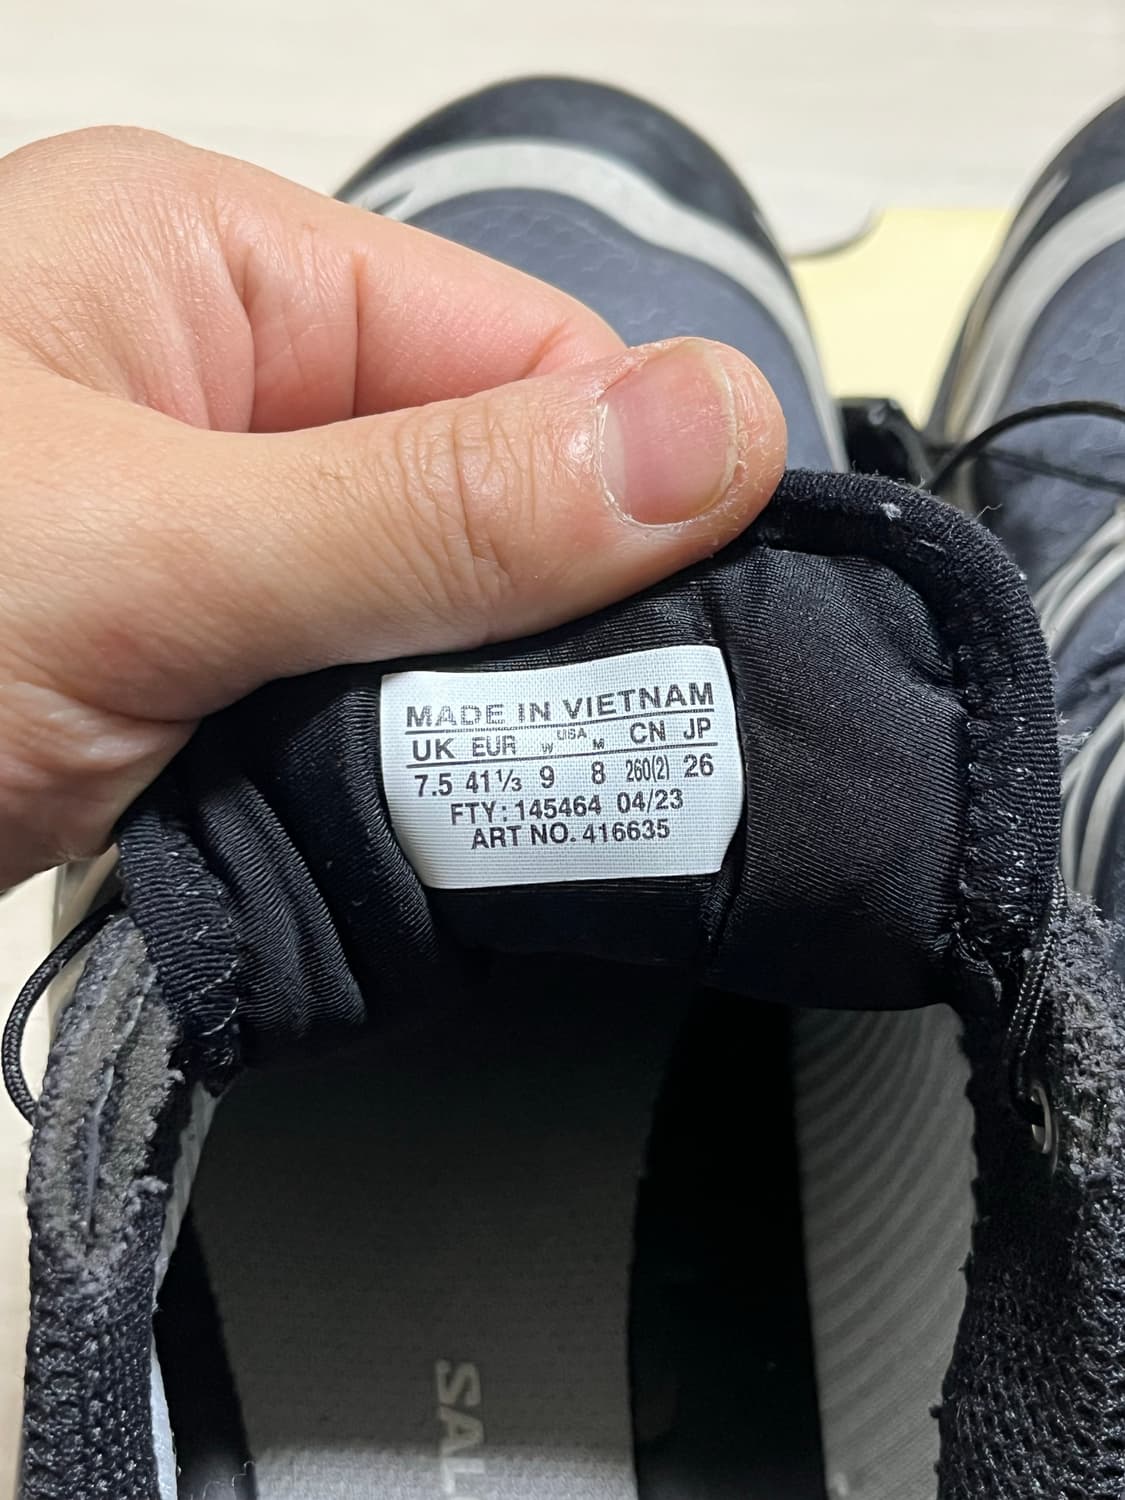 MADE IN VIETNAM
UK EUR USA CN JP
W M
7.5 41⅓ 9 8 260(2) 26
FTY: 145464 04/23
ART NO. 416635
SAL